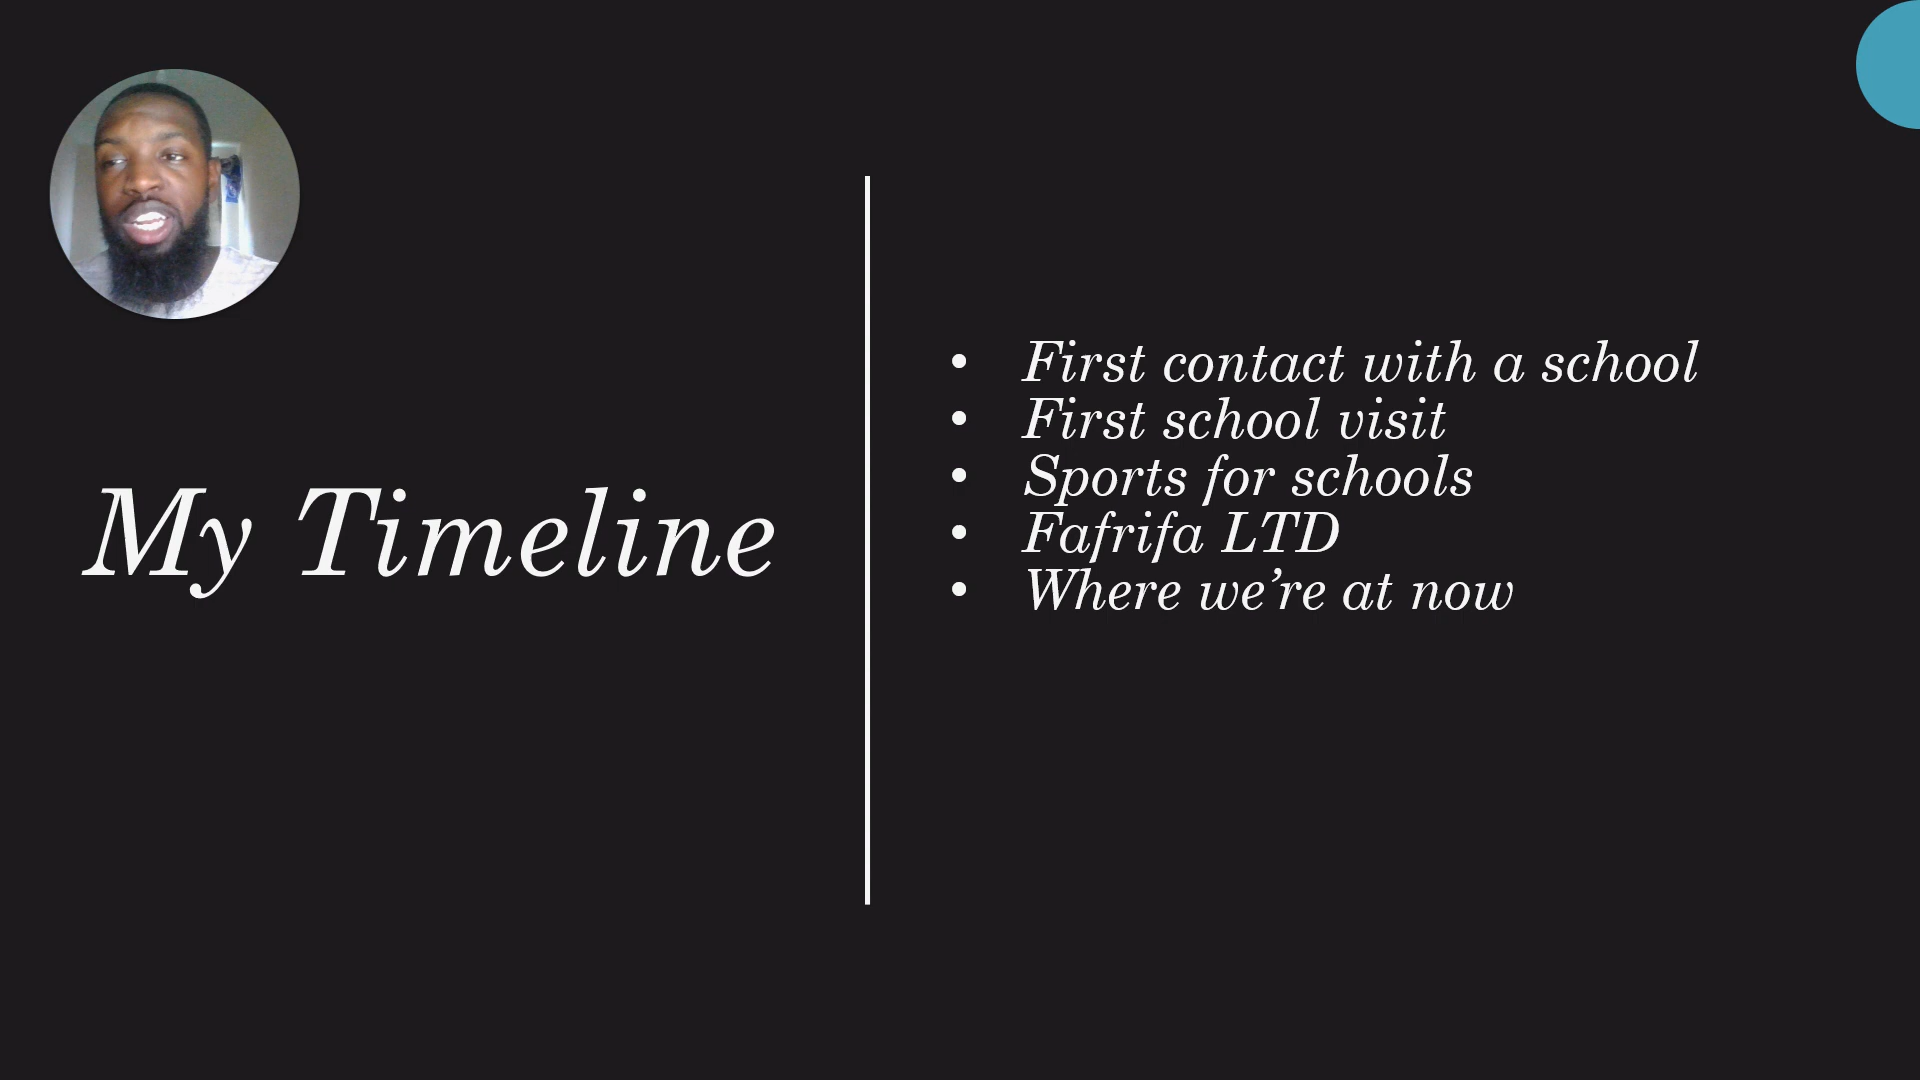 My Timeline
• First contact with a school
• First school visit
• Sports for schools
• Fafrifa LTD
• Where we’re at now